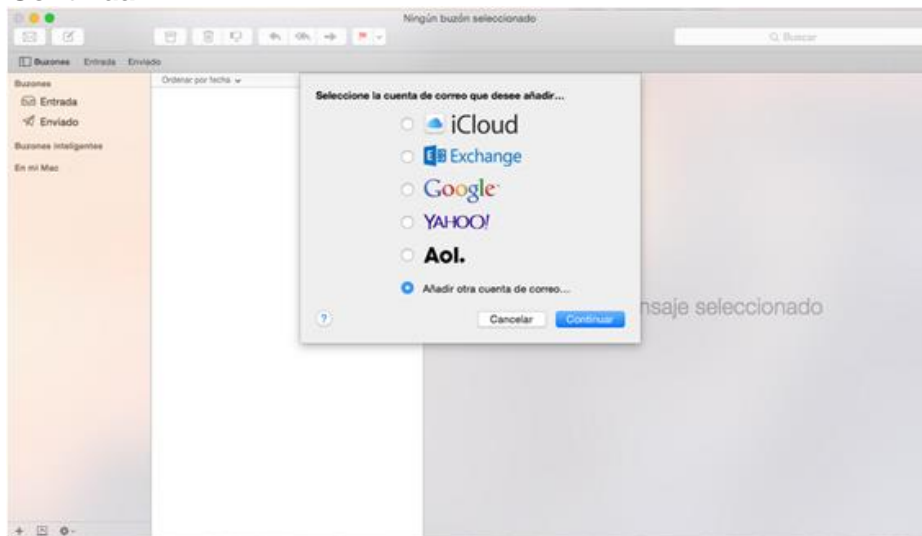 Ningún buzón seleccionado
Buscar
Buzones Entrada Enviado
Buzones
Entrada
Enviado
Buzones inteligentes
En mi Mac
Ordenar por fecha
Seleccione la cuenta de correo que desee añadir...
iCloud
Exchange
Google
YAHOO!
Aol.
Añadir otra cuenta de correo...
? Cancelar Continuar
nsaje seleccionado